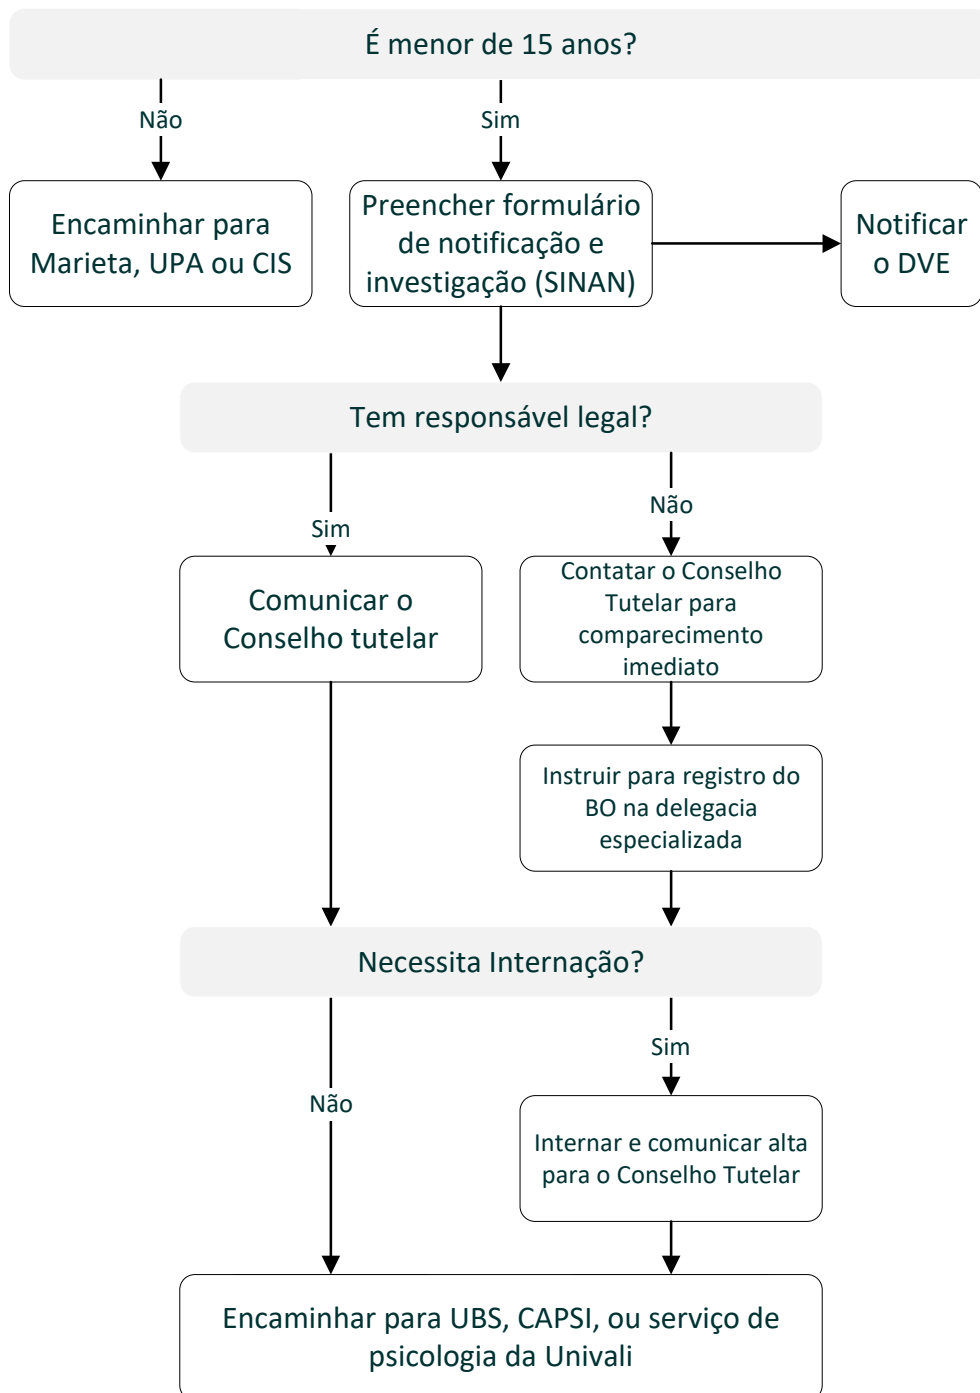 É menor de 15 anos?
Não
Sim
Encaminhar para
Marieta, UPA ou CIS
Preencher formulário
de notificação e
investigação (SINAN)
Notificar
o DVE
Tem responsável legal?
Sim
Não
Comunicar o
Conselho tutelar
Contatar o Conselho
Tutelar para
comparecimento
imediato
Instruir para registro do
BO na delegacia
especializada
Necessita Internação?
Não
Sim
Internar e comunicar alta
para o Conselho Tutelar
Encaminhar para UBS, CAPSI, ou serviço de
psicologia da Univali